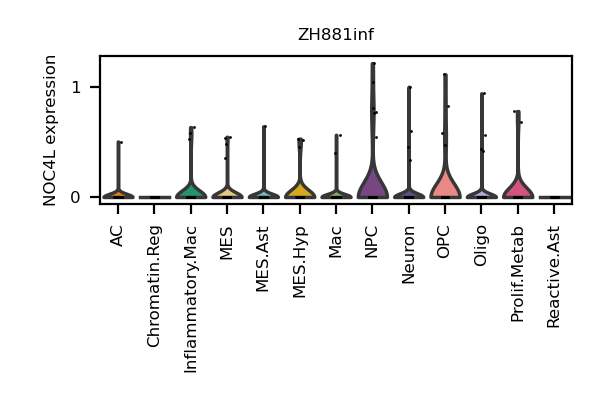 ZH881inf
NOC4L expression
1
0
AC
Chromatin.Reg
Inflammatory.Mac
MES
MES.Ast
MES.Hyp
Mac
NPC
Neuron
OPC
Oligo
Prolif.Metab
Reactive.Ast